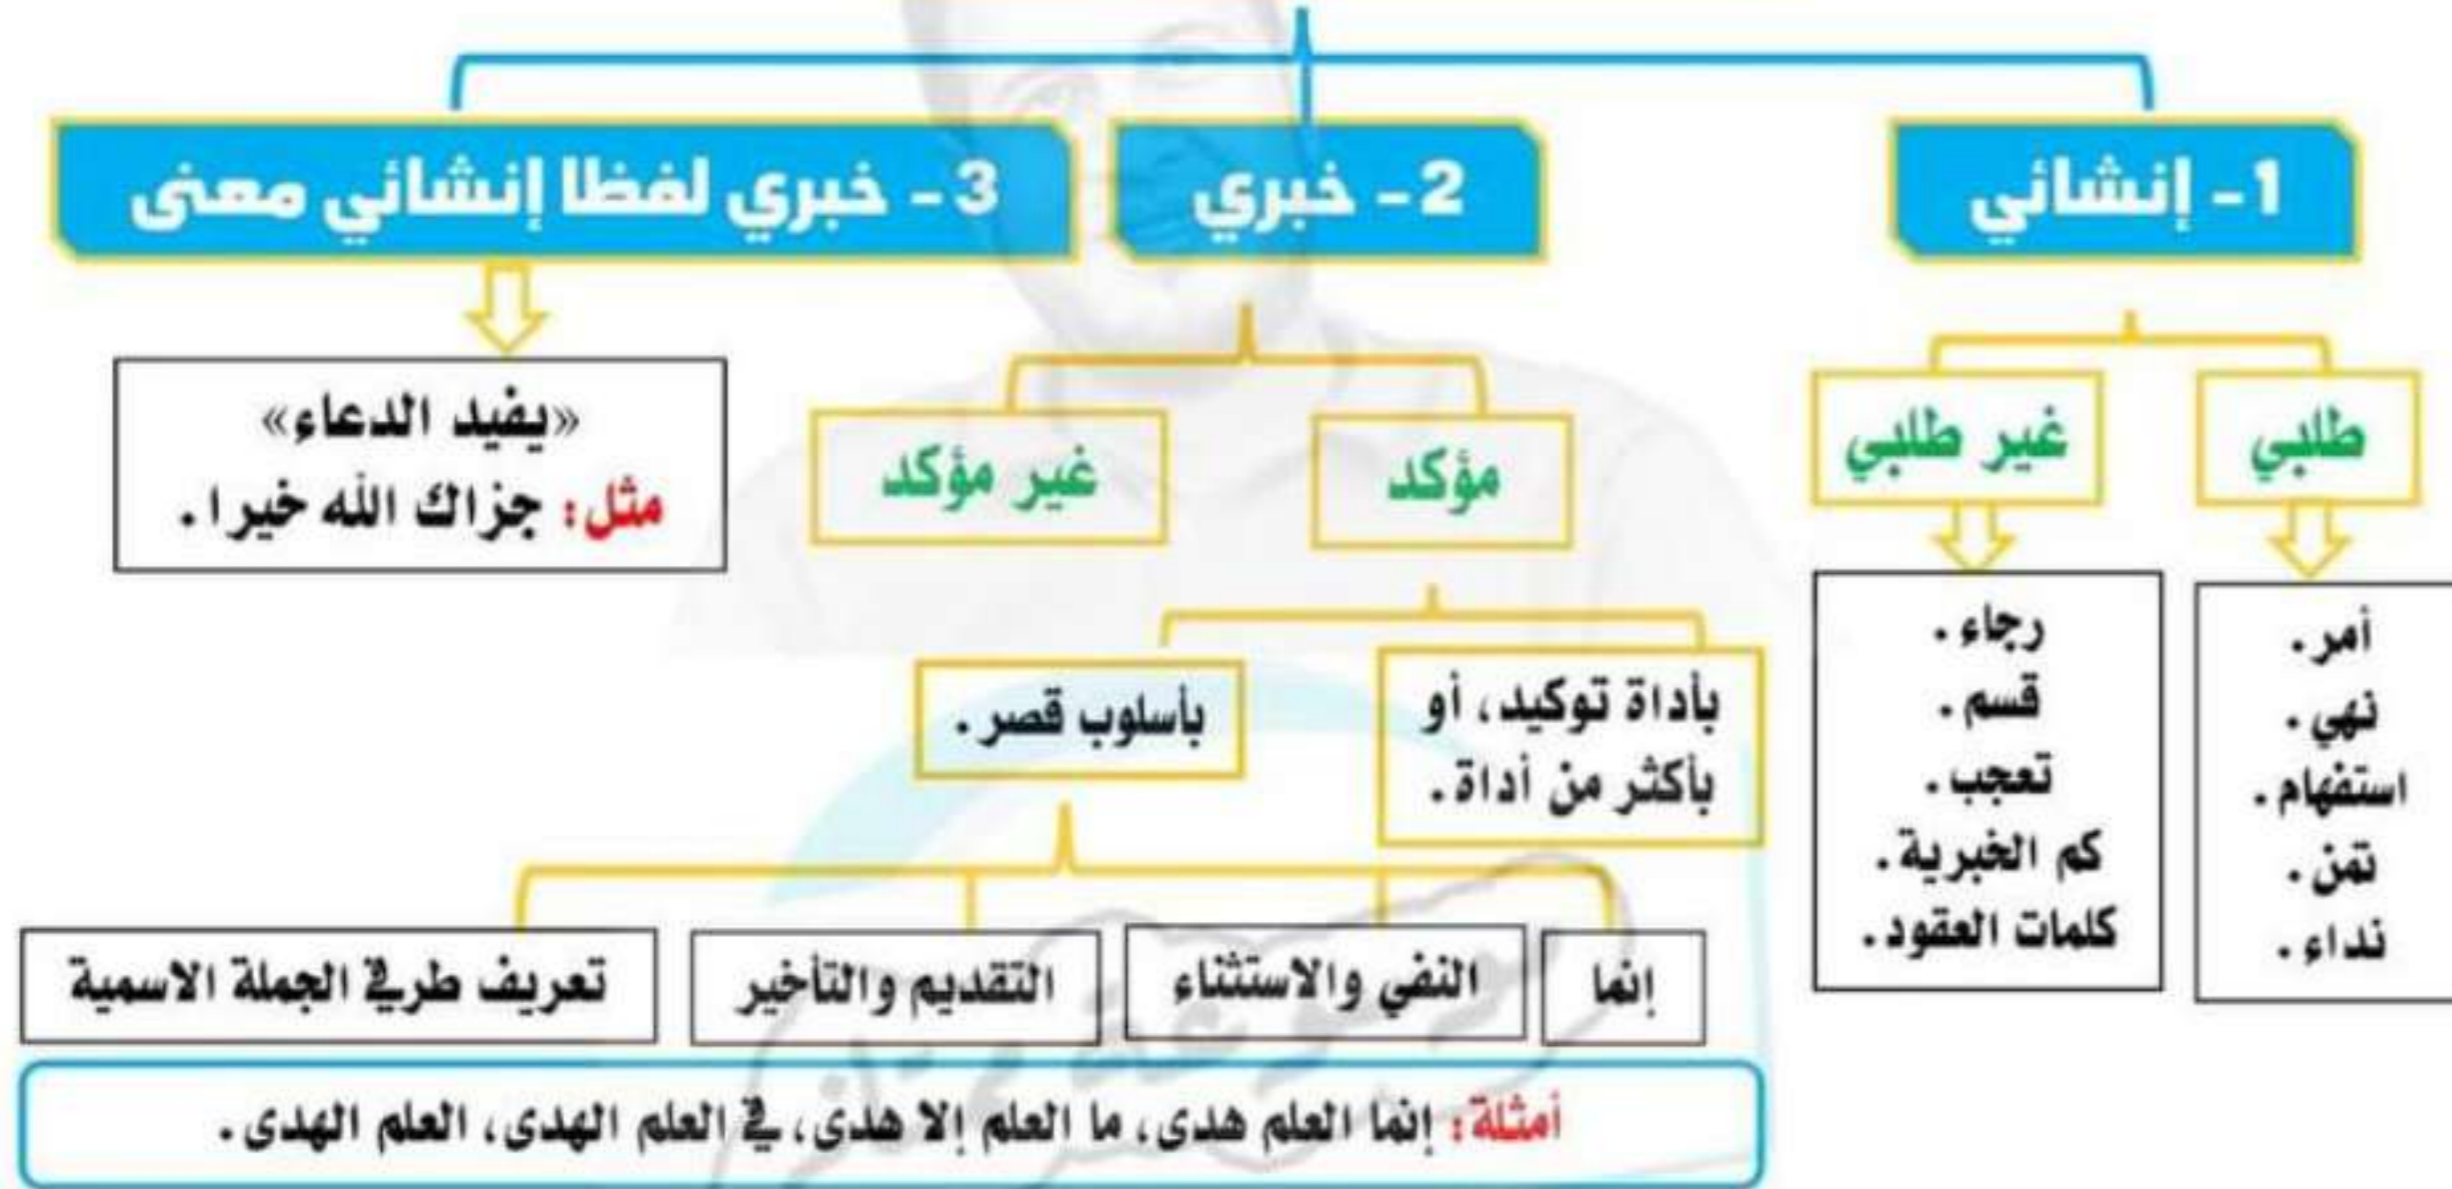 1- إنشائي
2- خبري
3- خبري لفظا إنشائي معنى
طلبي
غير طلبي
أمر.
نهي.
استفهام.
تمن.
نداء.
رجاء.
قسم.
تعجب.
كم الخبرية.
كلمات العقود.
مؤكد
غير مؤكد
بأداة توكيد، أو
بأكثر من أداة.
بأسلوب قصر.
إنما
النفي والاستثناء
التقديم والتأخير
تعريف طرفي الجملة الاسمية
«يفيد الدعاء»
مثل: جزاك الله خيرا.
أمثلة: إنما العلم هدى، ما العلم إلا هدى، في العلم الهدى، العلم الهدى.